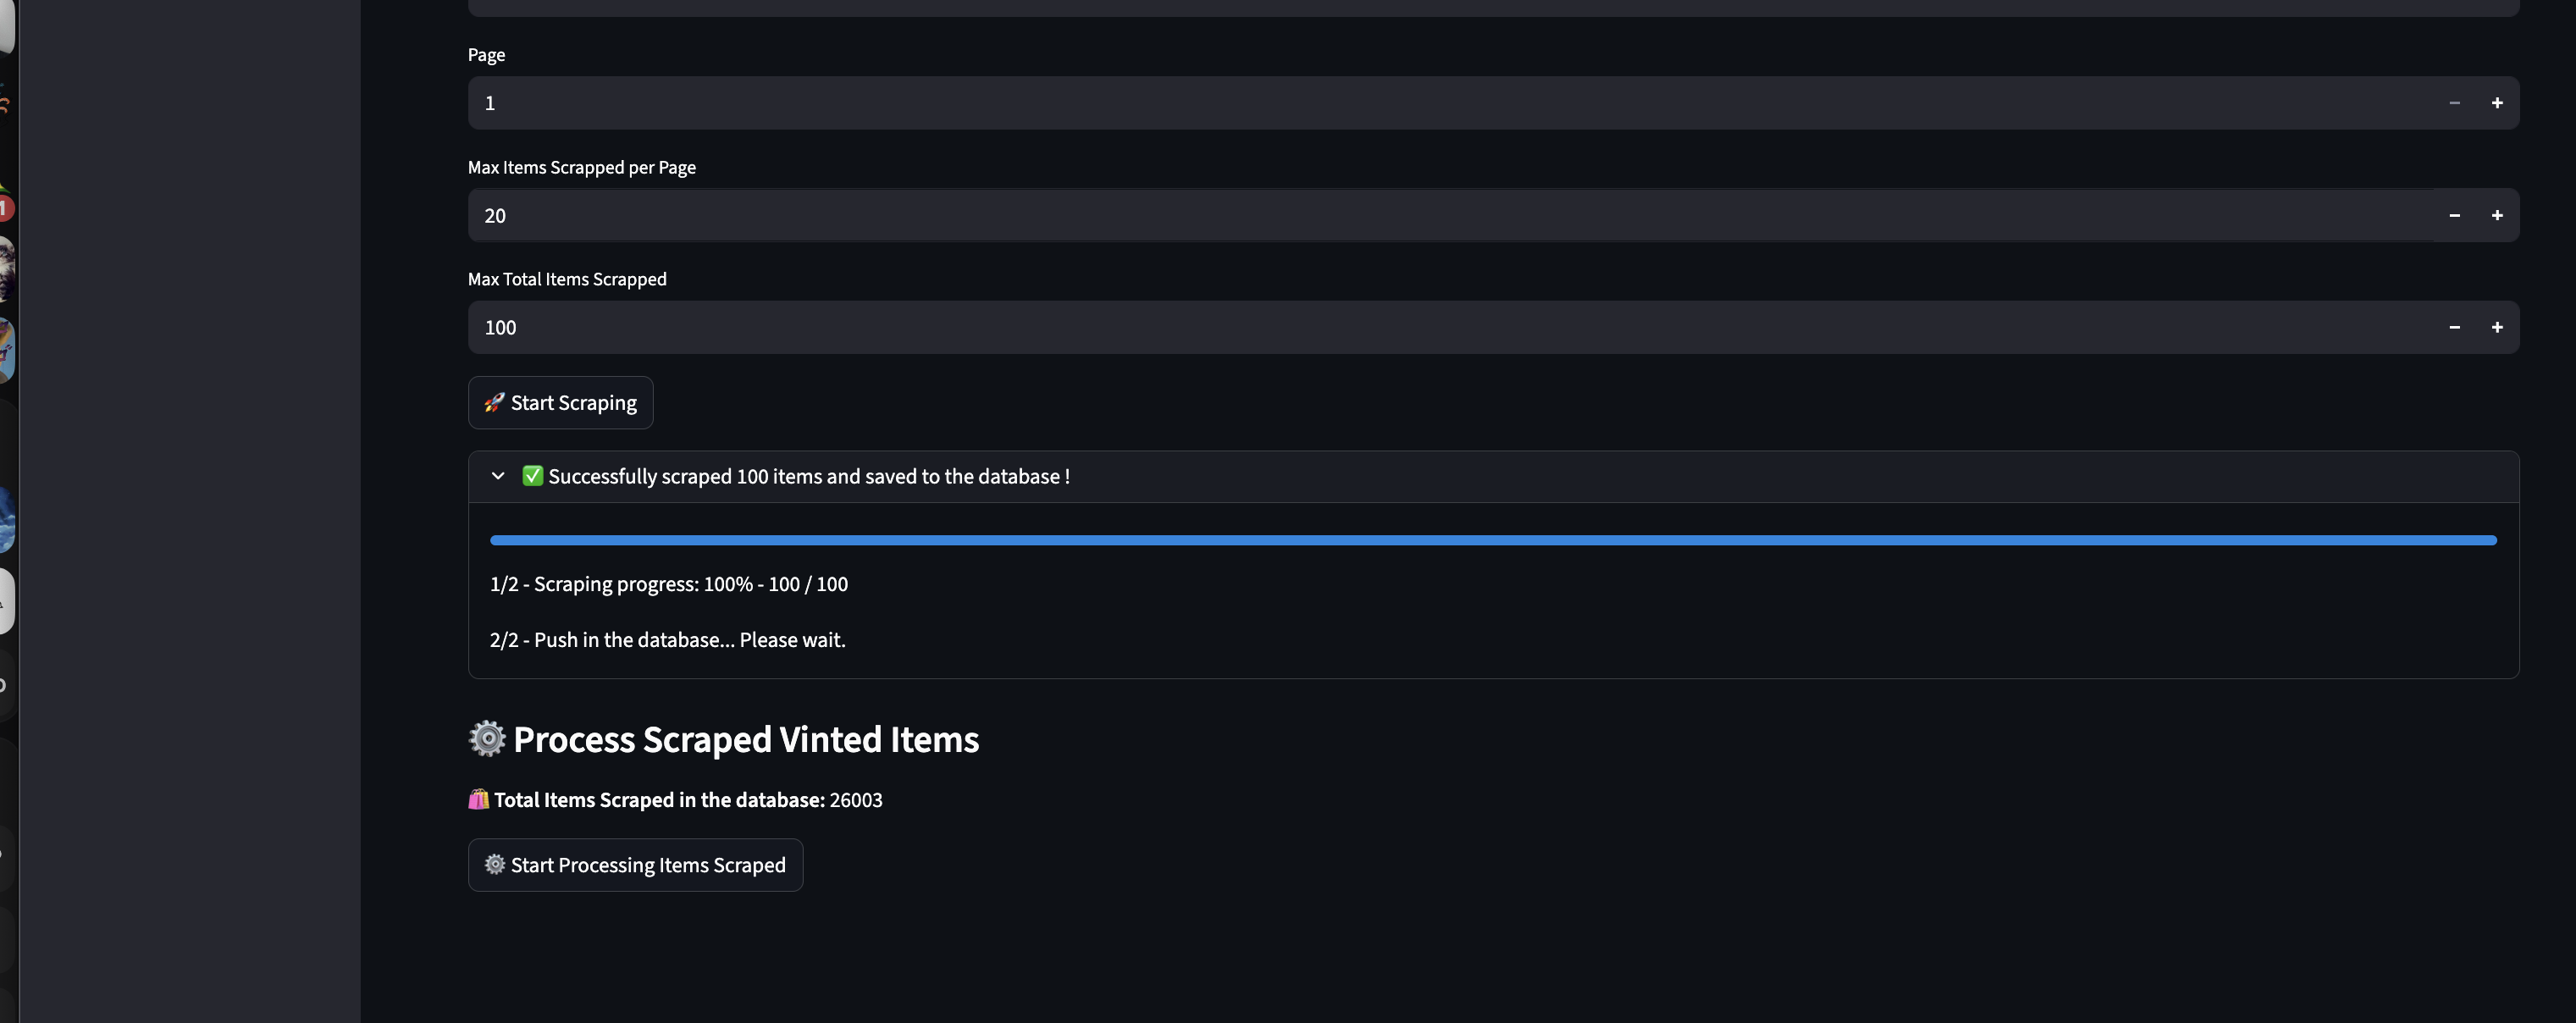 Page
1
Max Items Scrapped per Page
20
Max Total Items Scrapped
100
🚀 Start Scraping
✅ Successfully scraped 100 items and saved to the database !
1/2 - Scraping progress: 100% - 100 / 100
2/2 - Push in the database... Please wait.
⚙️ Process Scraped Vinted Items
🛍️ Total Items Scraped in the database: 26003
⚙️ Start Processing Items Scraped